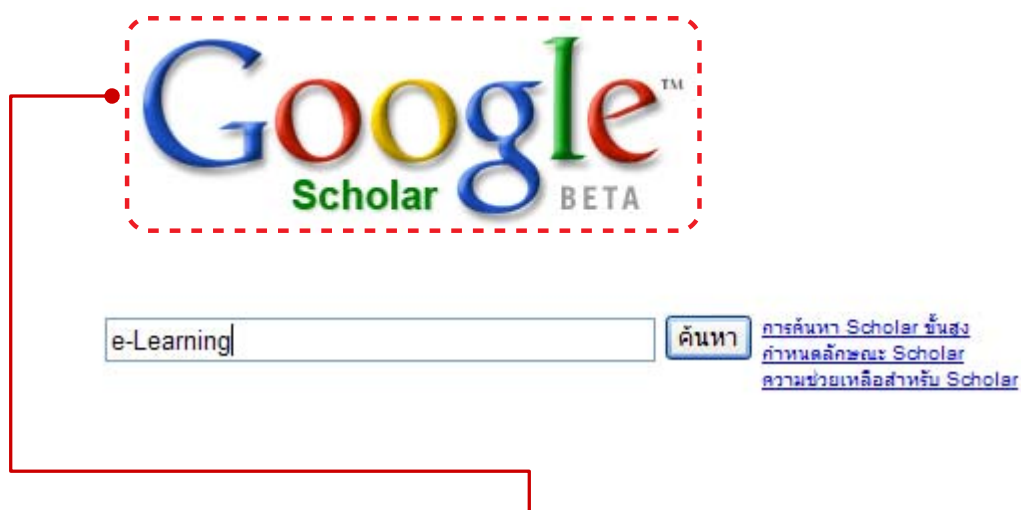 Google™
Scholar BETA
e-Learning
ค้นหา
การค้นหา Scholar ขั้นสูง
กำหนดลักษณะ Scholar
ความช่วยเหลือสำหรับ Scholar